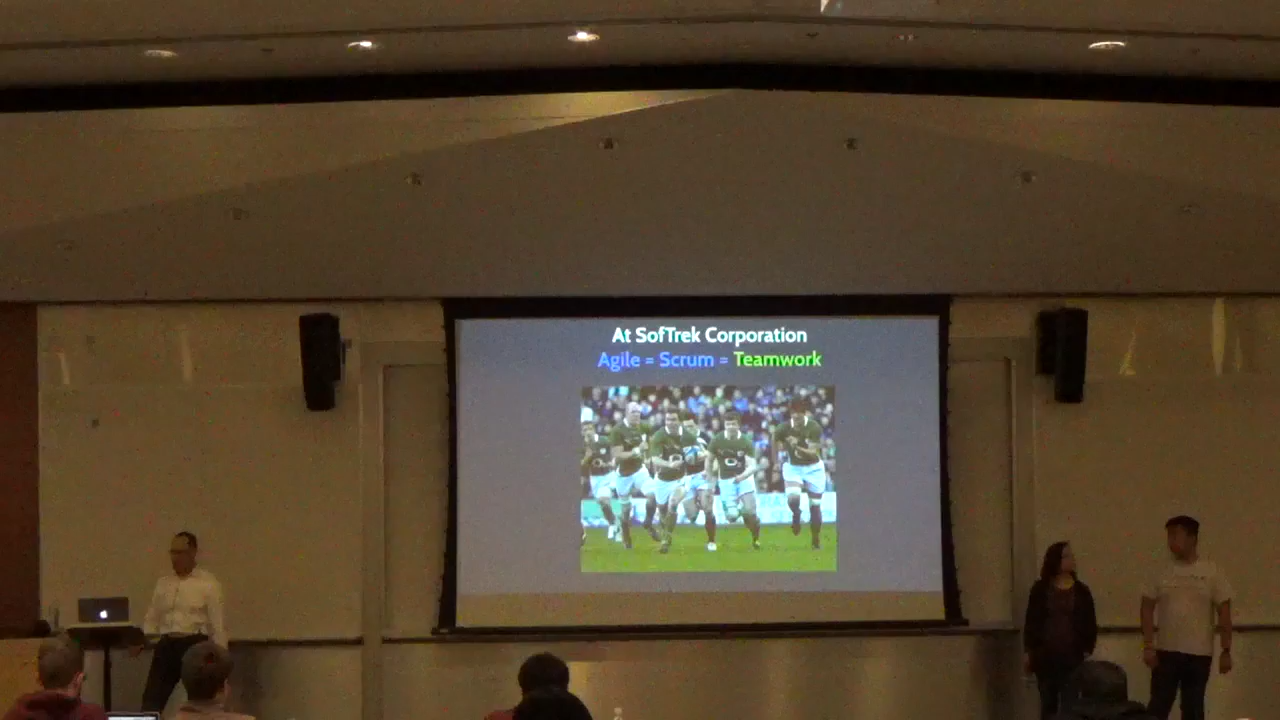 At SofTrek Corporation
Agile = Scrum = Teamwork